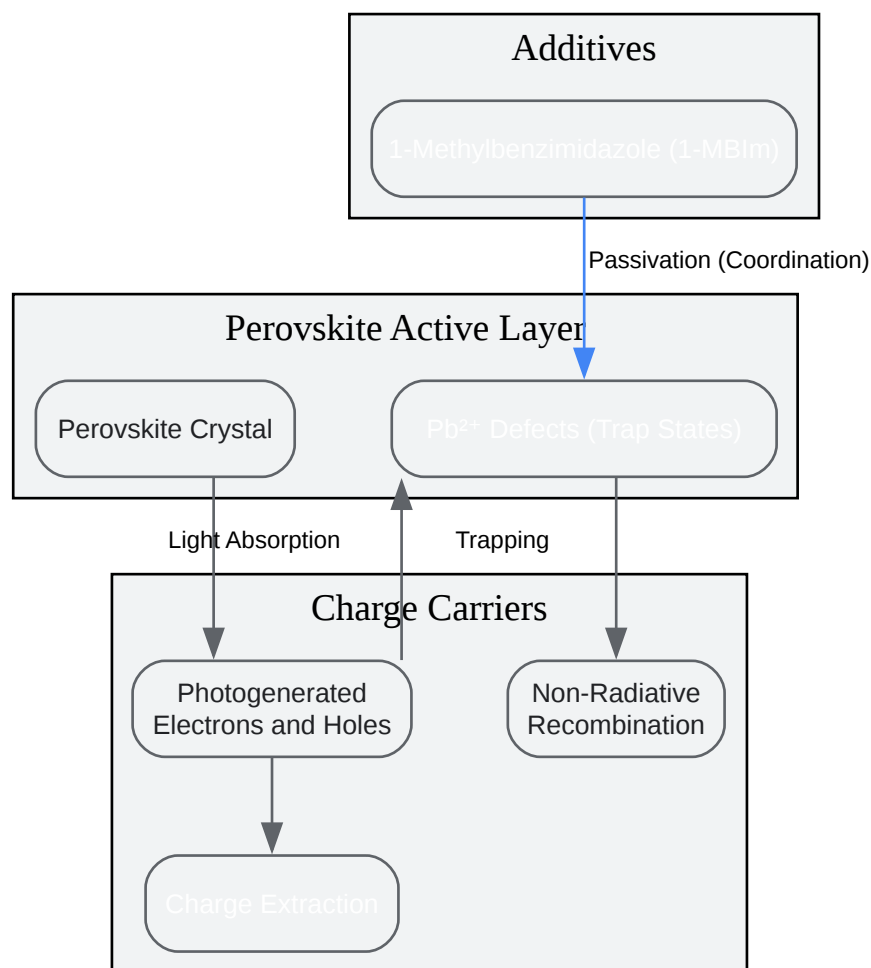 Additives
1-Methylbenzimidazole (1-MBIm)
Passivation (Coordination)
Perovskite Active Layer
Perovskite Crystal
Pb²⁺ Defects (Trap States)
Light Absorption
Trapping
Charge Carriers
Photogenerated
Electrons and Holes
Non-Radiative
Recombination
Charge Extraction